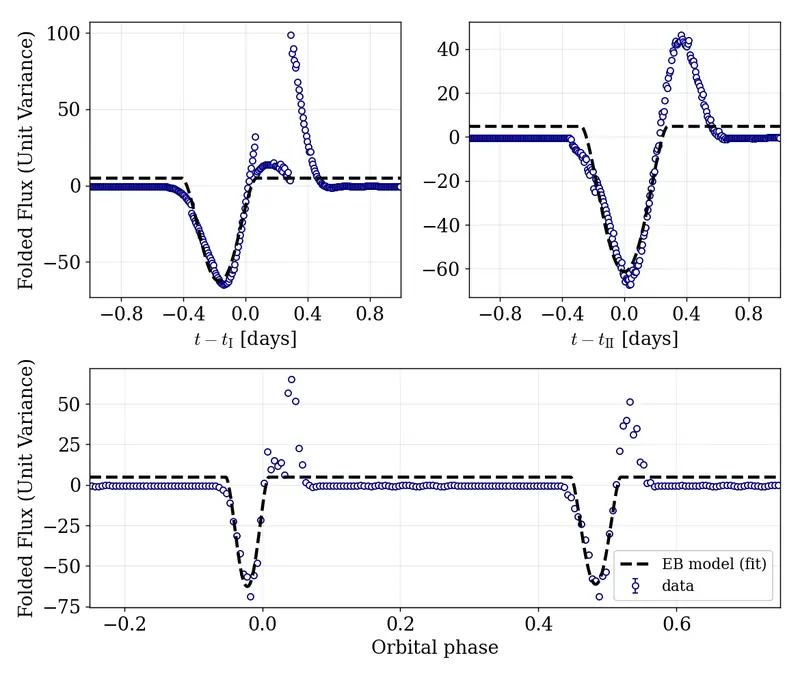 Folded Flux (Unit Variance)
100
50
0
−50
−0.8 −0.4 0.0 0.4 0.8
t − t_I [days]
40
20
0
−20
−40
−60
−0.8 −0.4 0.0 0.4 0.8
t − t_II [days]
Folded Flux (Unit Variance)
50
25
0
−25
−50
−75
−0.2 0.0 0.2 0.4 0.6
Orbital phase
EB model (fit)
data